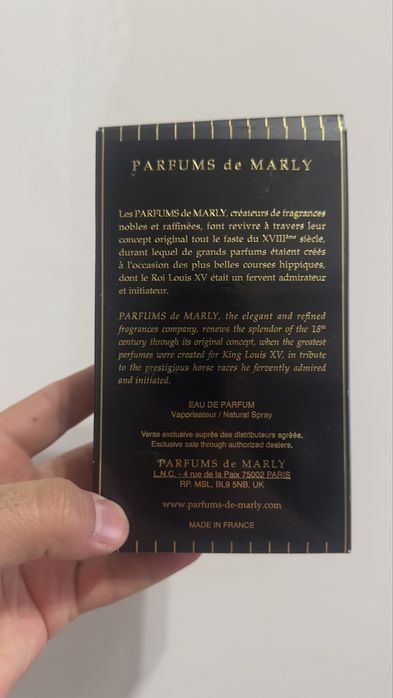 PARFUMS de MARLY
Les PARFUMS de MARLY, créateurs de fragrances
nobles et raffinées, font revivre à travers leur
concept original tout le faste du XVIIIème siècle,
durant lequel de grands parfums étaient créés
à l'occasion des plus belles courses hippiques,
dont le Roi Louis XV était un fervent admirateur
et initiateur.
PARFUMS de MARLY, the elegant and refined
fragrances company, renews the splendor of the 18th
century through its original concept, when the greatest
perfumes were created for King Louis XV, in tribute
to the prestigious horse races he fervently admired
and initiated.
EAU DE PARFUM
Vaporisateur / Natural Spray
Vente exclusive auprès des distributeurs agréés.
Exclusive sale through authorized dealers.
PARFUMS de MARLY
L.N.C. - 4 rue de la Paix 75002 PARIS
RP. MSL, BL9 5NB. UK
www.parfums-de-marly.com
MADE IN FRANCE